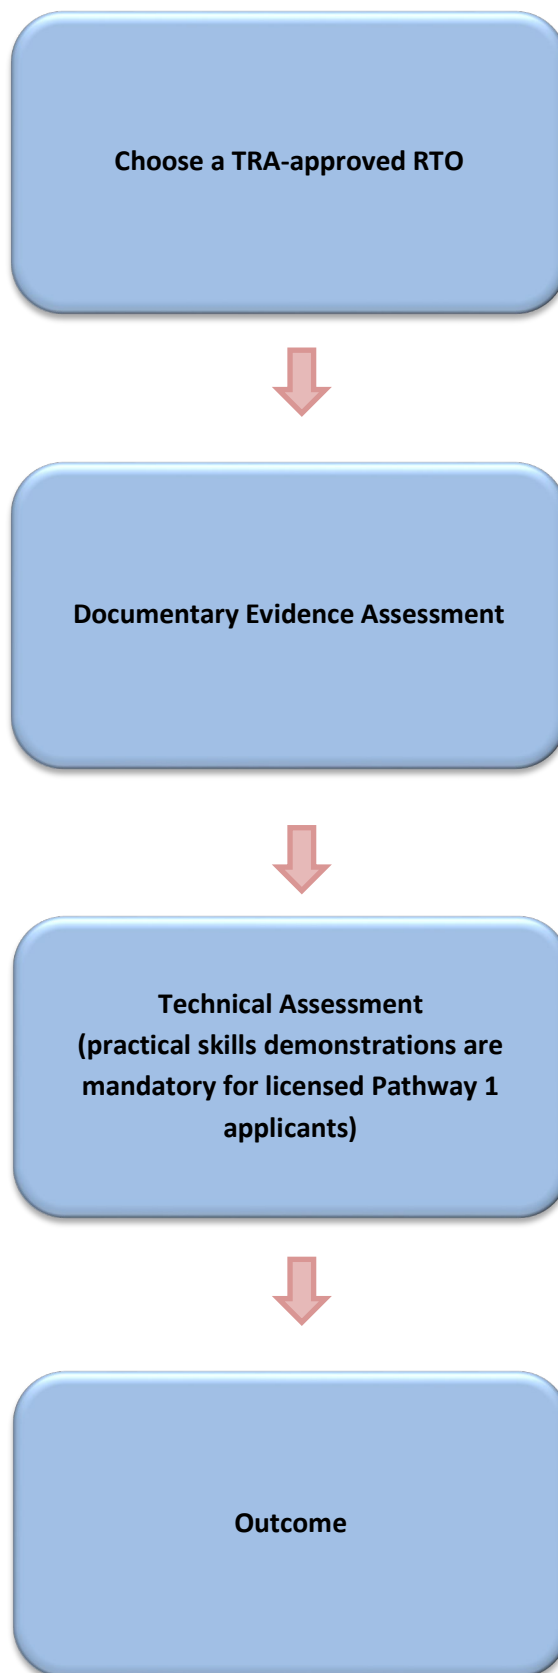 Choose a TRA-approved RTO
Documentary Evidence Assessment
Technical Assessment
(practical skills demonstrations are
mandatory for licensed Pathway 1
applicants)
Outcome